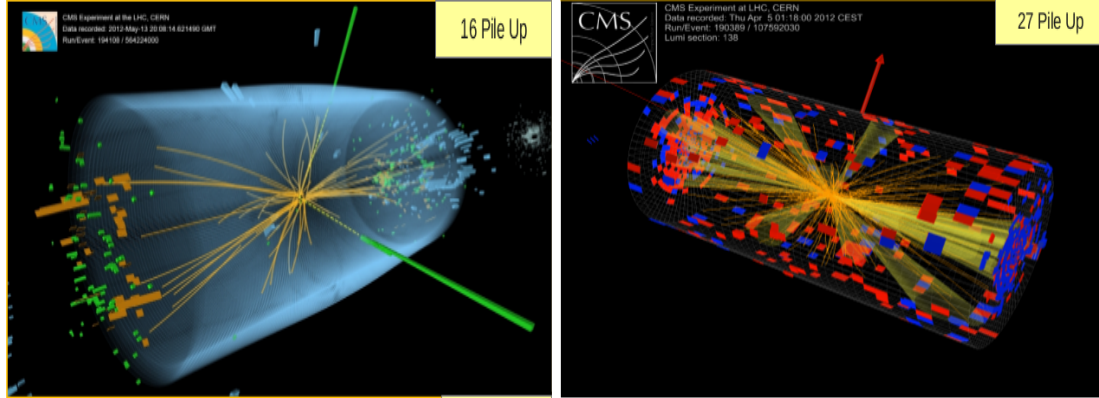 CMS
CMS Experiment at the LHC, CERN
Data recorded: 2012-May-13 20:08:14.621490 GMT
Run/Event: 194108 / 564224000
16 Pile Up
CMS
CMS Experiment at LHC, CERN
Data recorded: Thu Apr 5 01:18:00 2012 CEST
Run/Event: 190389 / 107592030
Lumi section: 138
27 Pile Up